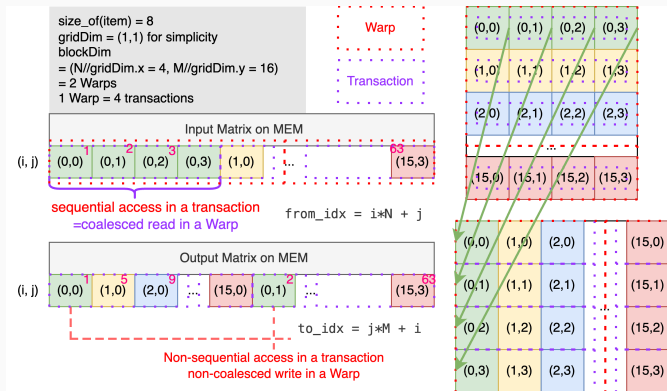 size_of(item) = 8
gridDim = (1,1) for simplicity
blockDim
= (N//gridDim.x = 4, M//gridDim.y = 16)
= 2 Warps
1 Warp = 4 transactions
Warp
Transaction
Input Matrix on MEM
(i, j)
(0,0) 1 (0,1) 2 (0,2) 3 (0,3) (1,0) ... 63 (15,3)
sequential access in a transaction
=coalesced read in a Warp
from_idx = i*N + j
Output Matrix on MEM
(i, j)
(0,0) 1 (1,0) 5 (2,0) 9 ... (15,0) (0,1) 2 ... (15,3) 63
to_idx = j*M + i
Non-sequential access in a transaction
non-coalesced write in a Warp
(0,0) (0,1) (0,2) (0,3)
(1,0) (1,1) (1,2) (1,3)
(2,0) (2,1) (2,2) (2,3)
...
(15,0) (15,1) (15,2) (15,3)
(0,0) (1,0) (2,0) (15,0)
(0,1) (1,1) (2,1) (15,1)
...
(0,2) (1,2) (2,2) (15,2)
(0,3) (1,3) (2,3) (15,3)